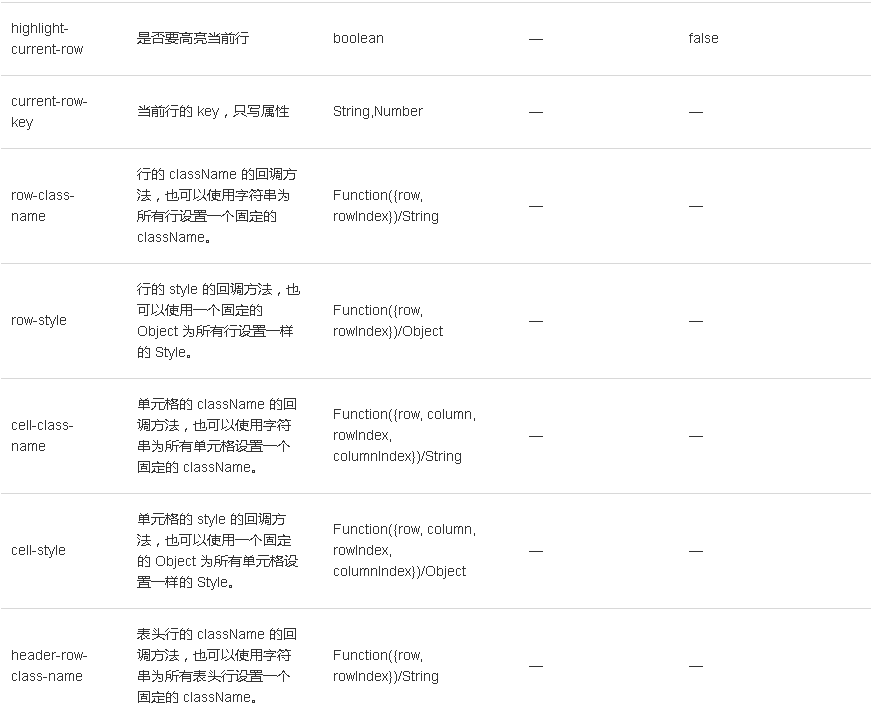 highlight-
current-row
是否要高亮当前行
boolean
—
false
current-row-
key
当前行的 key，只写属性
String,Number
—
—
row-class-
name
行的 className 的回调方
法，也可以使用字符串为
所有行设置一个固定的
className。
Function({row,
rowIndex})/String
—
—
row-style
行的 style 的回调方法，也
可以使用一个固定的
Object 为所有行设置一样
的 Style。
Function({row,
rowIndex})/Object
—
—
cell-class-
name
单元格的 className 的回
调方法，也可以使用字符
串为所有单元格设置一个
固定的 className。
Function({row, column,
rowIndex,
columnIndex})/String
—
—
cell-style
单元格的 style 的回调方
法，也可以使用一个固定
的 Object 为所有单元格设
置一样的 Style。
Function({row, column,
rowIndex,
columnIndex})/Object
—
—
header-row-
class-name
表头行的 className 的回
调方法，也可以使用字符
串为所有表头行设置一个
固定的 className。
Function({row,
rowIndex})/String
—
—